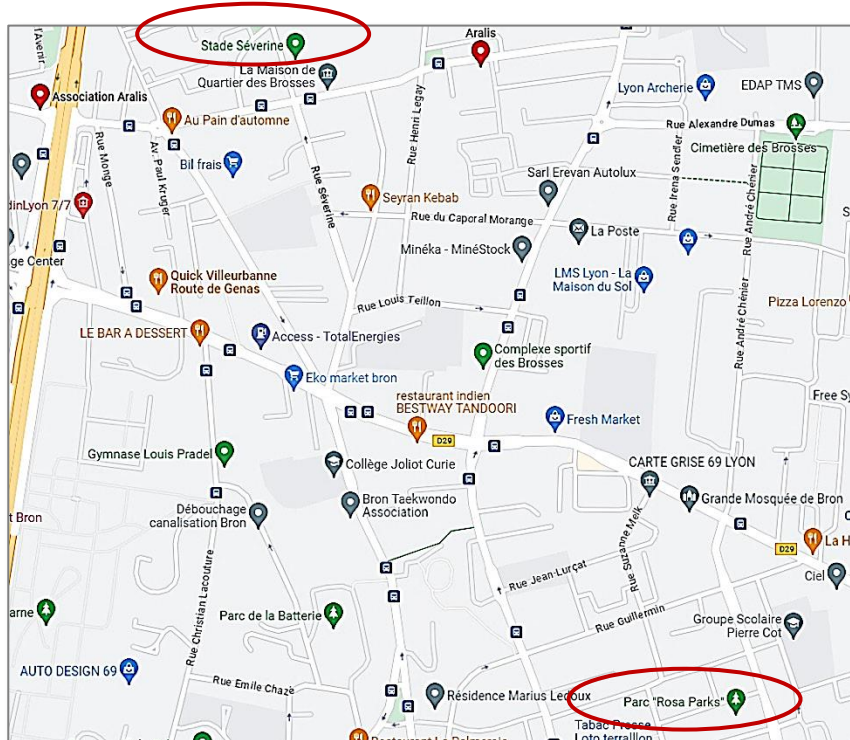 d'Avenir.
Stade Séverine
Aralis
La Maison de
Quartier des Brosses
Lyon Archerie
EDAP TMS
Association Aralis
Rue Henri Legay
Au Pain d'automne
Rue Alexandre Dumas
Cimetière des Brosses
Rue Monge
Av. Paul Kruger
Bil frais
Rue Séverine
Sarl Erevan Autolux
Rue Irena Sendler
Rue André Chénier
dinLyon 7/7
Seyran Kebab
Rue du Caporal Morange
La Poste
Minéka - MinéStock
ge Center
Quick Villeurbanne
Route de Genas
LMS Lyon - La
Maison du Sol
Rue Louis Teillon
Pizza Lorenzo
LE BAR A DESSERT
Access - TotalEnergies
Complexe sportif
des Brosses
Rue André Chénier
Eko market bron
restaurant indien
BESTWAY TANDOORI
Free Sy
Fresh Market
D29
Gymnase Louis Pradel
Collège Joliot Curie
CARTE GRISE 69 LYON
Bron Taekwondo
Association
Grande Mosquée de Bron
Débouchage
canalisation Bron
t Bron
Rue Suzanne Melk
D29
La H
Rue Jean Lurçat
Ciel
Rue Christian Lacouture
arne
Parc de la Batterie
Rue Guillermin
Groupe Scolaire
Pierre Cot
AUTO DESIGN 69
Rue Emile Chaze
Résidence Marius Ledoux
Parc "Rosa Parks"
Tabac Presse
Loto terraillon